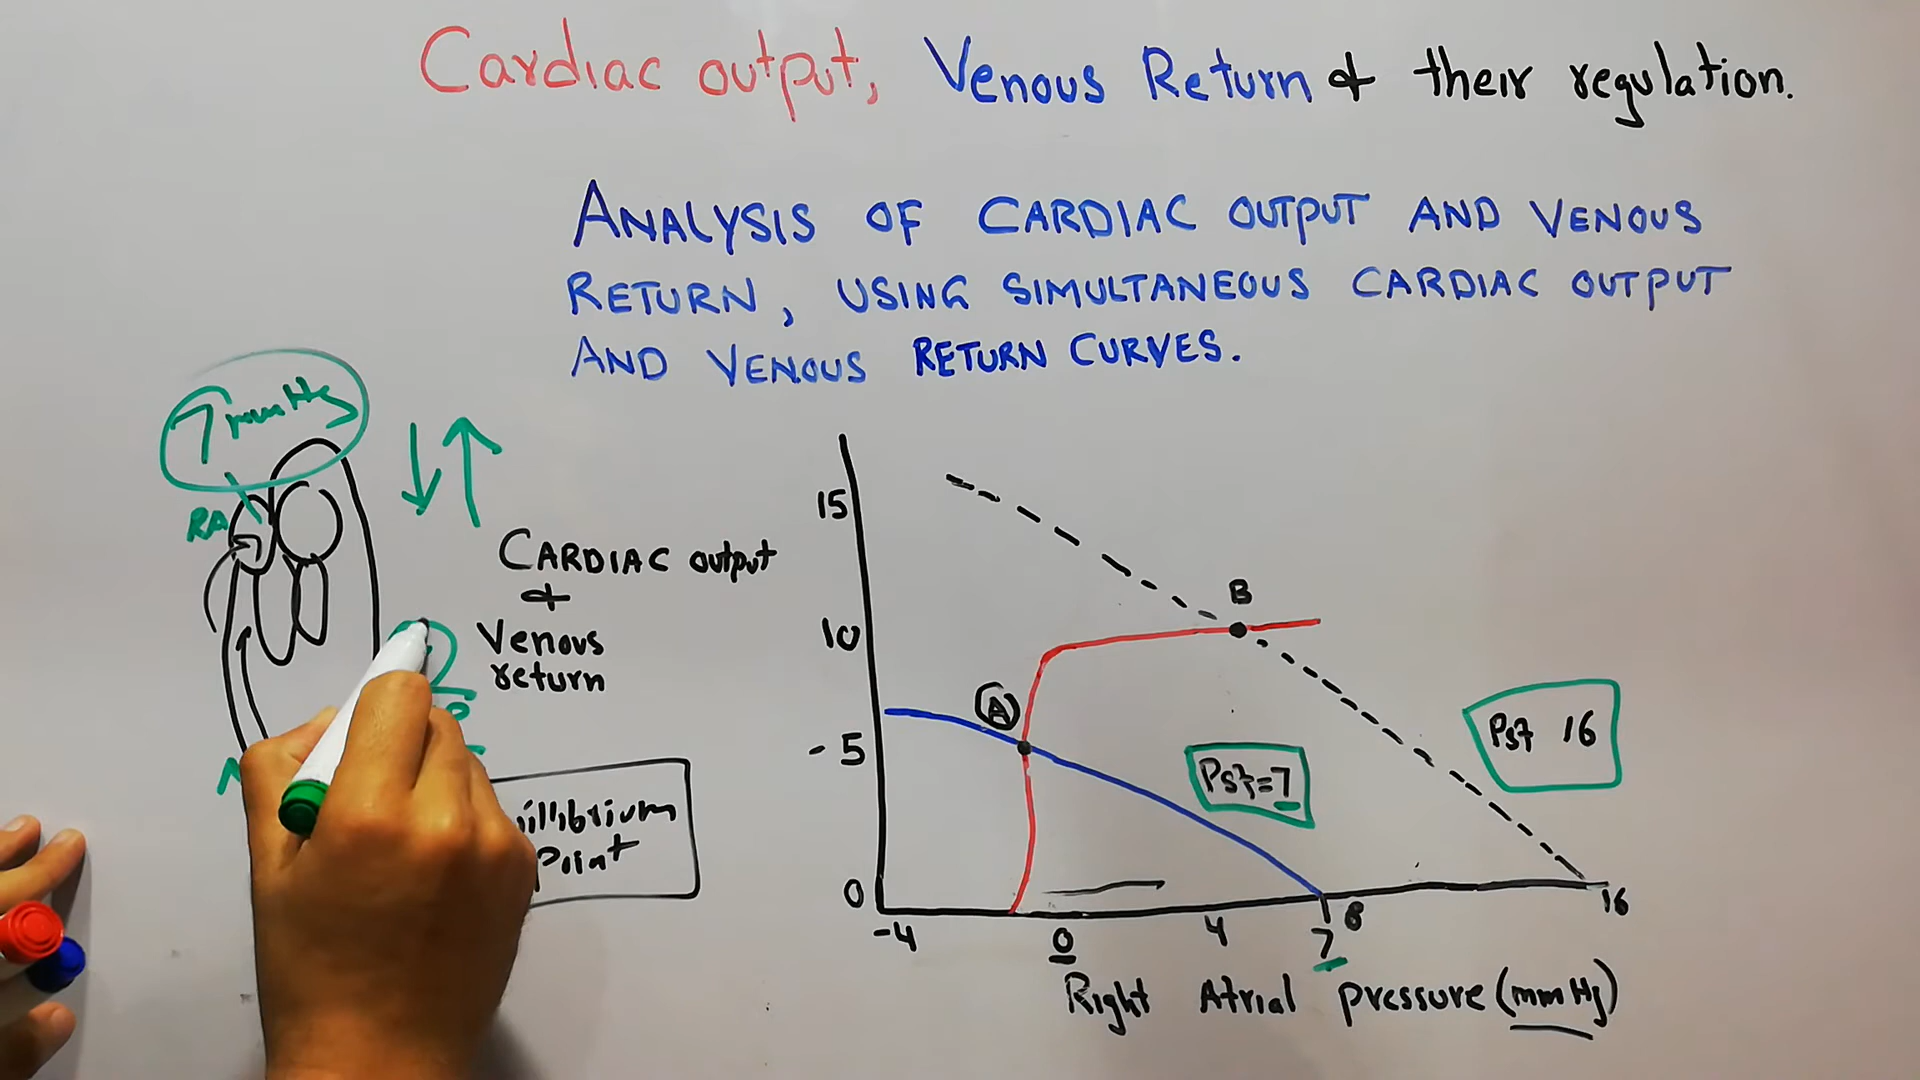 Cardiac output, Venous Return & their regulation.
ANALYSIS OF CARDIAC OUTPUT AND VENOUS
RETURN, USING SIMULTANEOUS CARDIAC OUTPUT
AND VENOUS RETURN CURVES.
7 mmHg
RA
CARDIAC output
&
Venous
return
Point
15
10
- 5
0
A
B
Psf = 7
Psf 16
-4
0
4
7
8
16
Right Atrial pressure (mmHg)